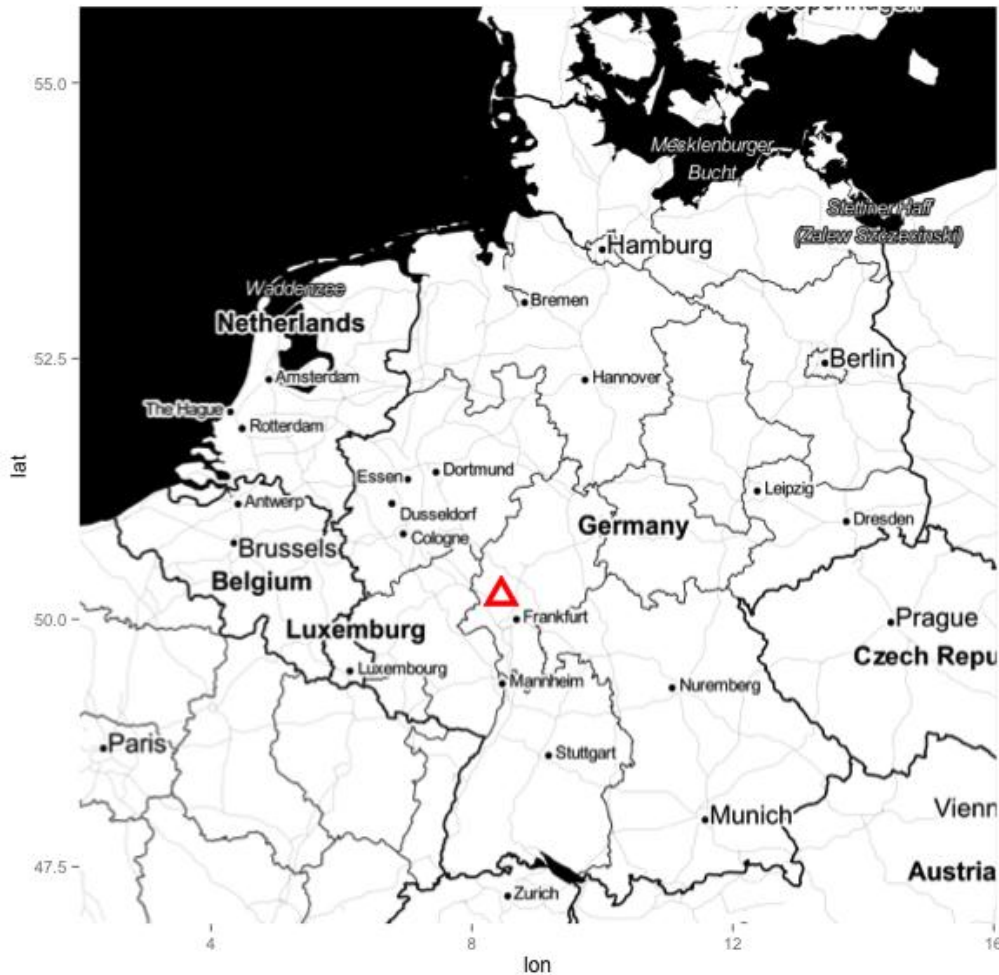 Copenhagen
55.0
Mecklenburger
Bucht
Stettiner Haff
(Zalew Szczecinski)
Hamburg
Waddenzee
Bremen
Netherlands
52.5
Berlin
Amsterdam
Hannover
The Hague
Rotterdam
lat
Essen
Dortmund
Leipzig
Antwerp
Dusseldorf
Germany
Dresden
Cologne
Brussels
Belgium
50.0
Luxemburg
Frankfurt
Prague
Czech Repu
Luxembourg
Mannheim
Nuremberg
Paris
Stuttgart
Munich
Vienn
47.5
Austria
Zurich
4
8
12
16
lon